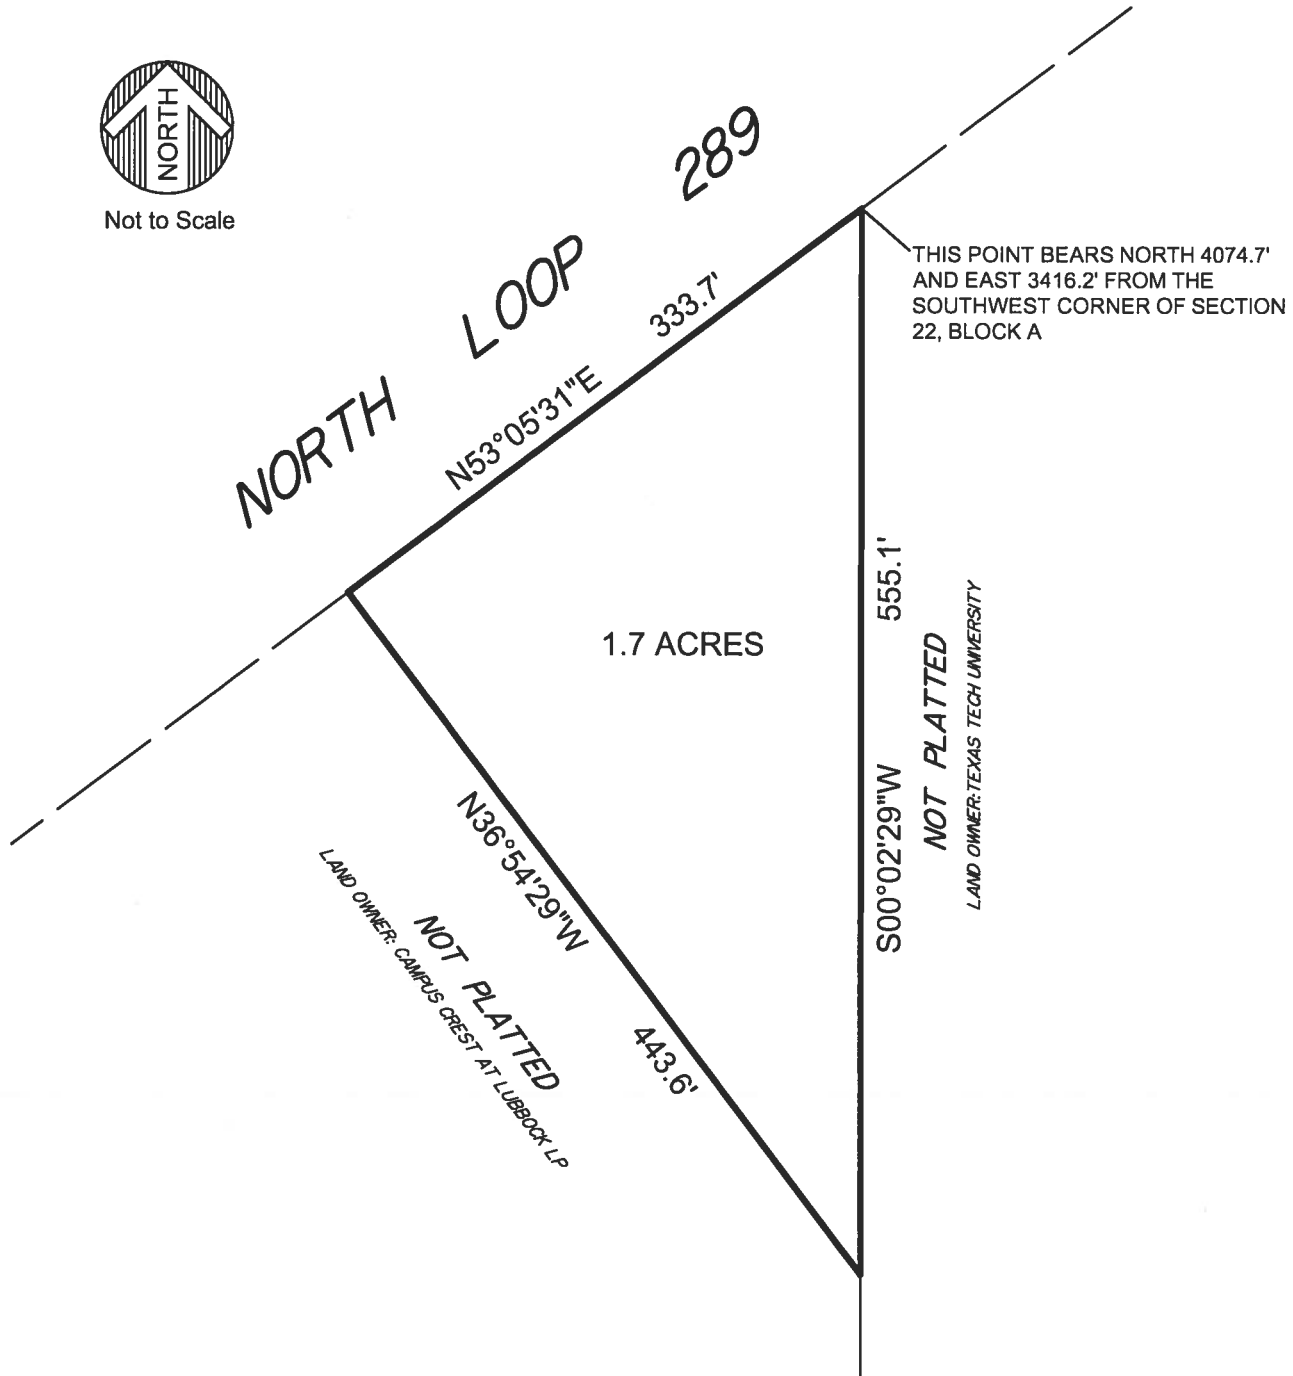 NORTH
Not to Scale
NORTH LOOP 289
THIS POINT BEARS NORTH 4074.7'
AND EAST 3416.2' FROM THE
SOUTHWEST CORNER OF SECTION
22, BLOCK A
N53°05'31"E 333.7'
1.7 ACRES
S00°02'29"W 555.1'
NOT PLATTED
LAND OWNER:TEXAS TECH UNIVERSITY
N36°54'29"W 443.6'
NOT PLATTED
LAND OWNER: CAMPUS CREST AT LUBBOCK LP